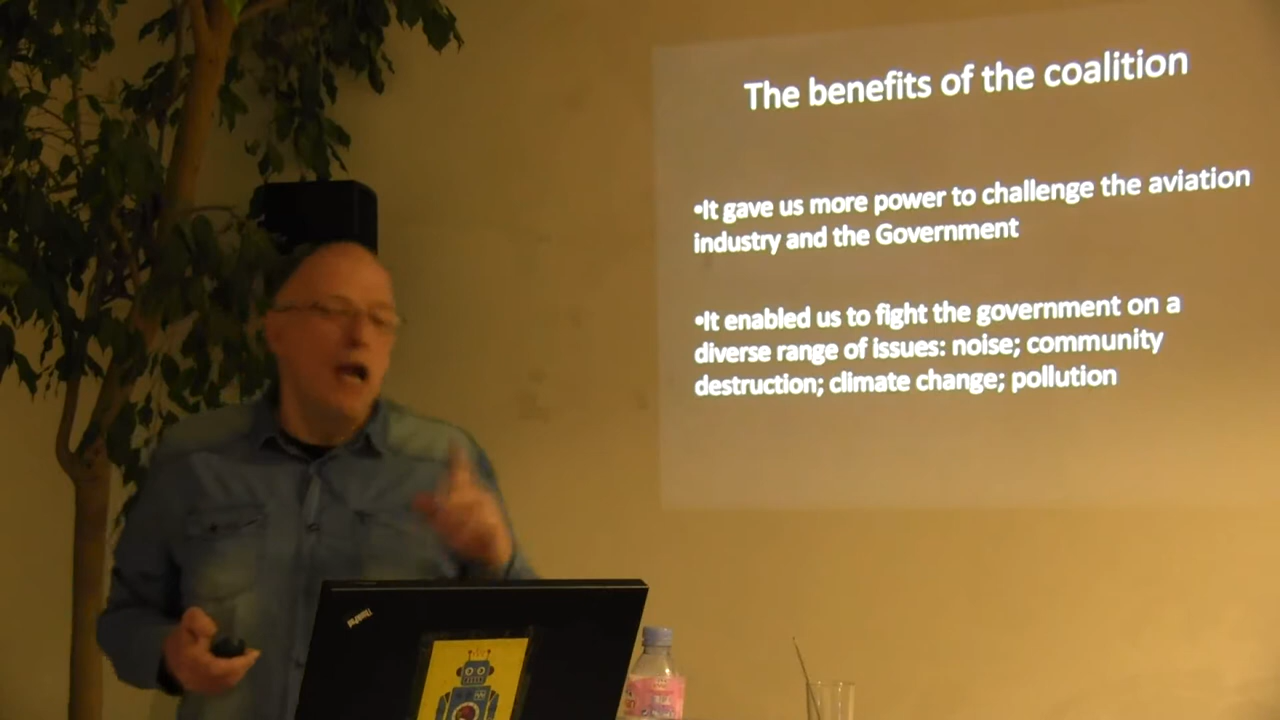 The benefits of the coalition
•It gave us more power to challenge the aviation
industry and the Government
•It enabled us to fight the government on a
diverse range of issues: noise; community
destruction; climate change; pollution
ThinkPad